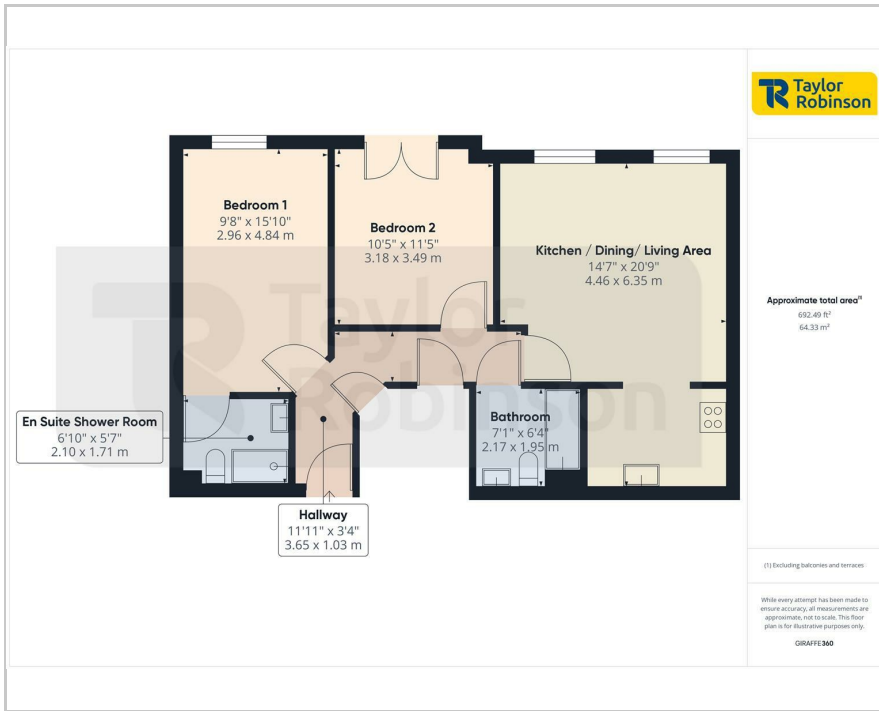 Taylor
Robinson
Bedroom 1
9'8" x 15'10"
2.96 x 4.84 m
Bedroom 2
10'5" x 11'5"
3.18 x 3.49 m
Kitchen / Dining/ Living Area
14'7" x 20'9"
4.46 x 6.35 m
Taylor
Robinson
En Suite Shower Room
6'10" x 5'7"
2.10 x 1.71 m
Bathroom
7'1" x 6'4"
2.17 x 1.95 m
Hallway
11'11" x 3'4"
3.65 x 1.03 m
Approximate total area⁽¹⁾
692.49 ft²
64.33 m²
(1) Excluding balconies and terraces
While every attempt has been made to
ensure accuracy, all measurements are
approximate, not to scale. This floor
plan is for illustrative purposes only.
GIRAFFE360